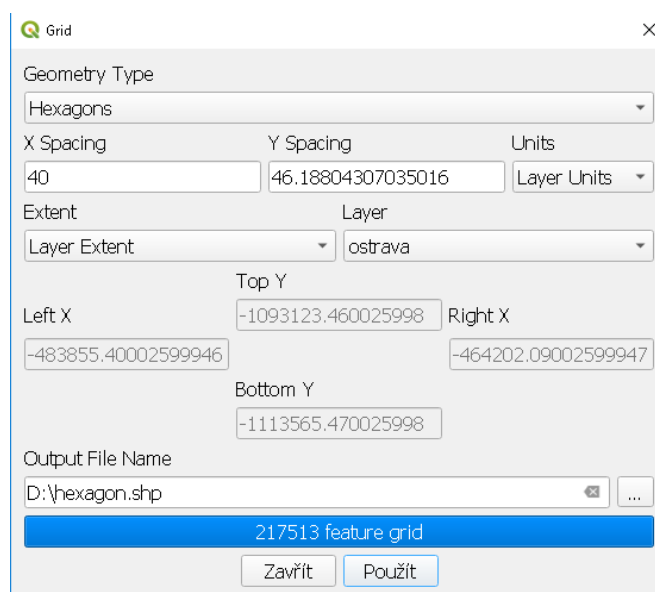 Grid
Geometry Type
Hexagons
X Spacing Y Spacing Units
40 46.18804307035016 Layer Units
Extent Layer
Layer Extent ostrava
Top Y
Left X -1093123.460025998 Right X
-483855.40002599946 -464202.09002599947
Bottom Y
-1113565.470025998
Output File Name
D:\hexagon.shp ...
217513 feature grid
Zavřít Použít